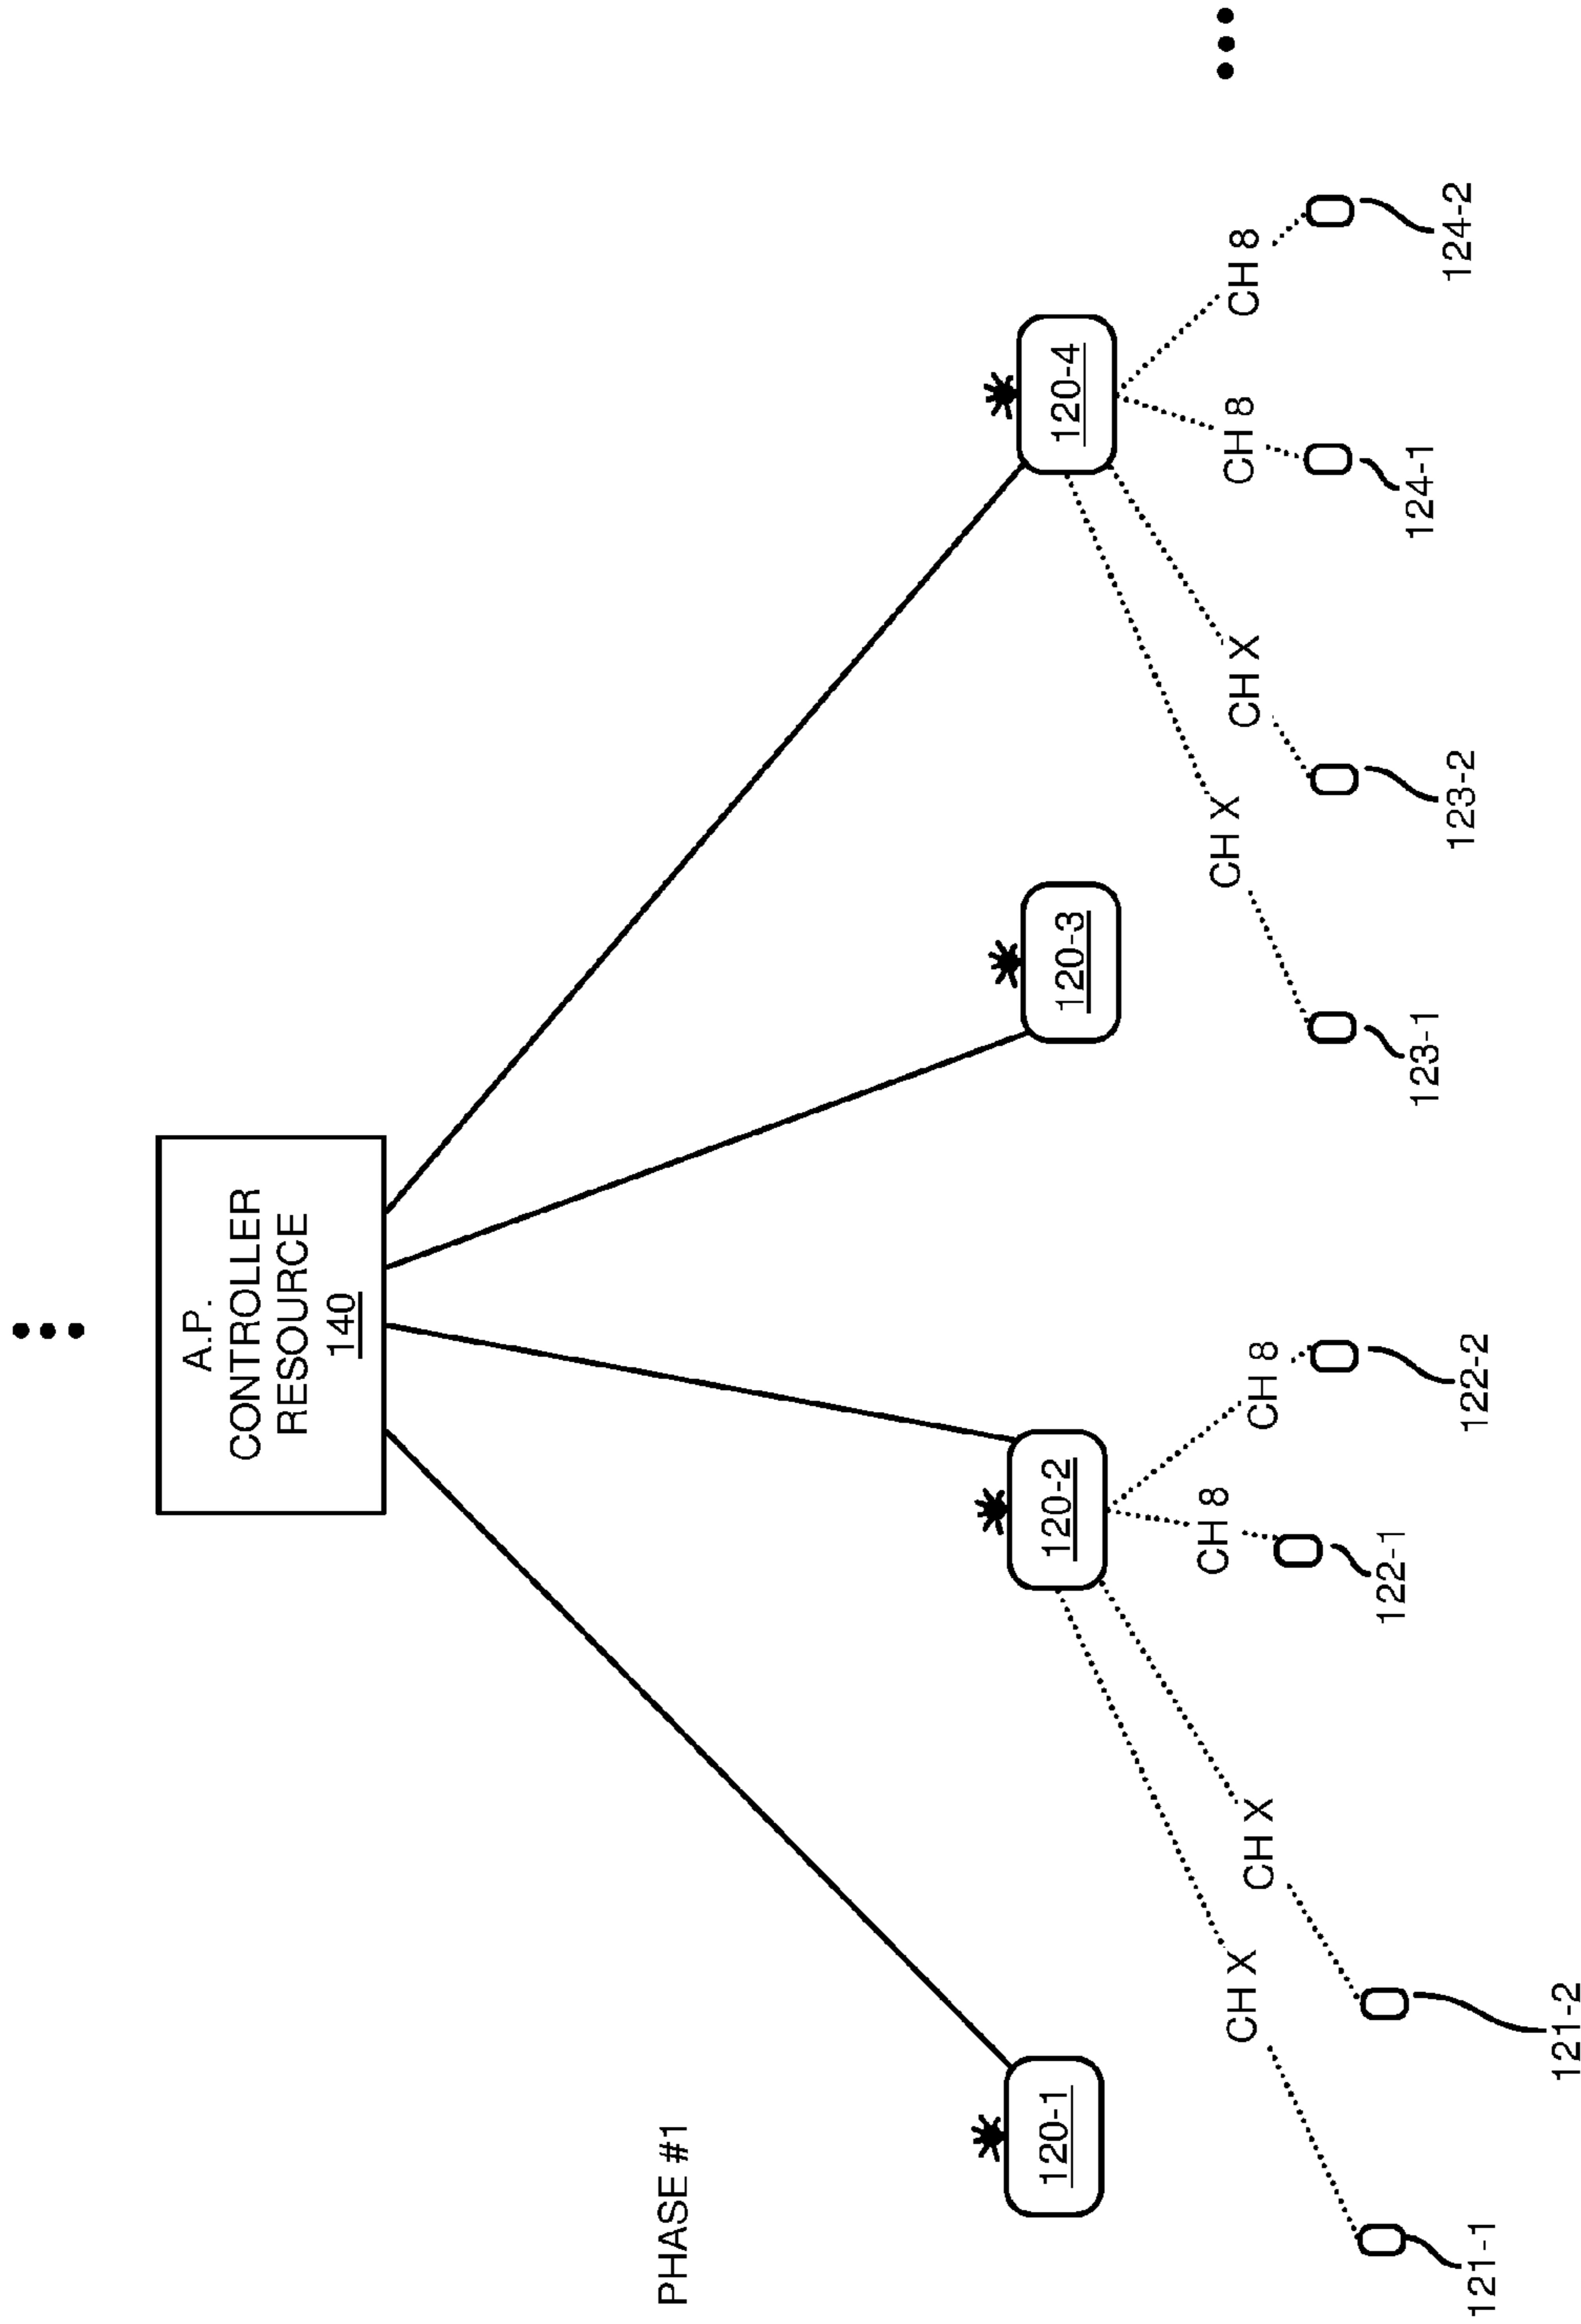 A.P.
CONTROLLER
RESOURCE
140
PHASE #1
120-1
120-2
120-3
120-4
CH X
CH X
CH 8
CH 8
CH X
CH X
CH 8
CH 8
121-1
121-2
122-1
122-2
123-1
123-2
124-1
124-2